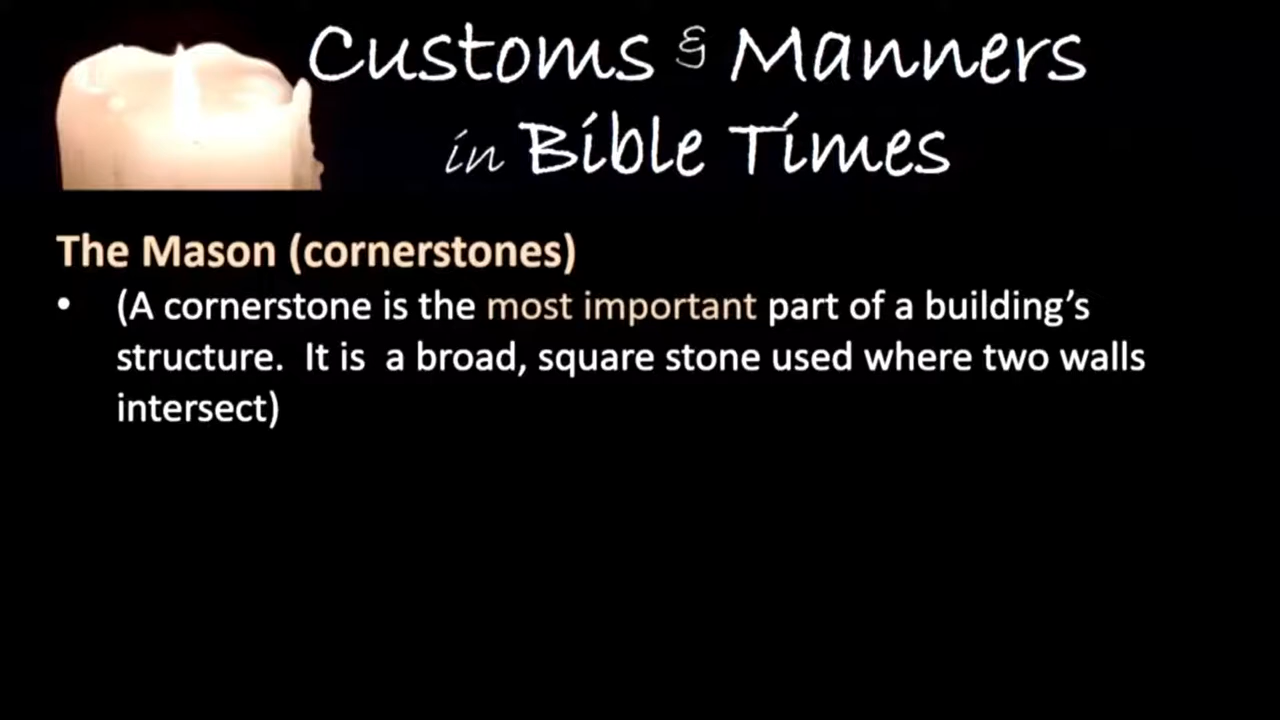 Customs & Manners
in Bible Times
The Mason (cornerstones)
• (A cornerstone is the most important part of a building’s
structure.  It is  a broad, square stone used where two walls
intersect)